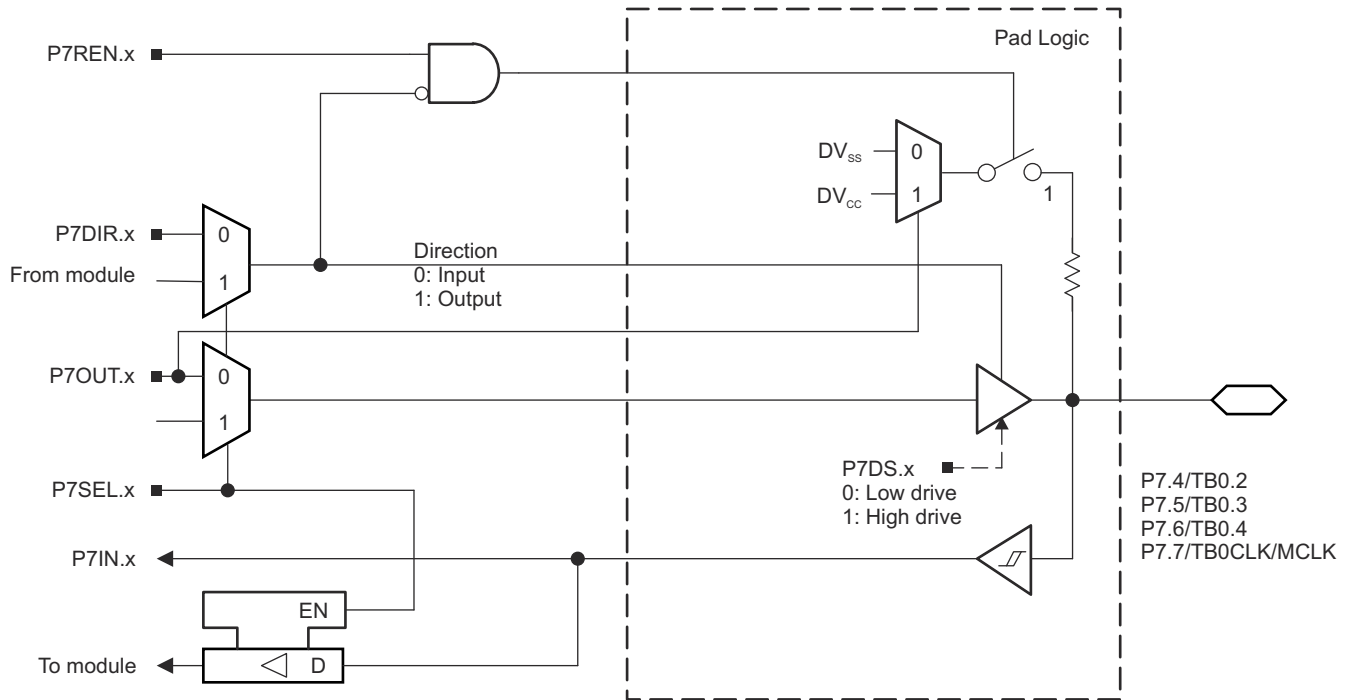 Pad Logic
P7REN.x
DVSS
0
DVCC
1
1
P7DIR.x
0
From module
1
Direction
0: Input
1: Output
P7OUT.x
0
1
P7SEL.x
P7DS.x
0: Low drive
1: High drive
P7.4/TB0.2
P7.5/TB0.3
P7.6/TB0.4
P7.7/TB0CLK/MCLK
P7IN.x
EN
To module
D